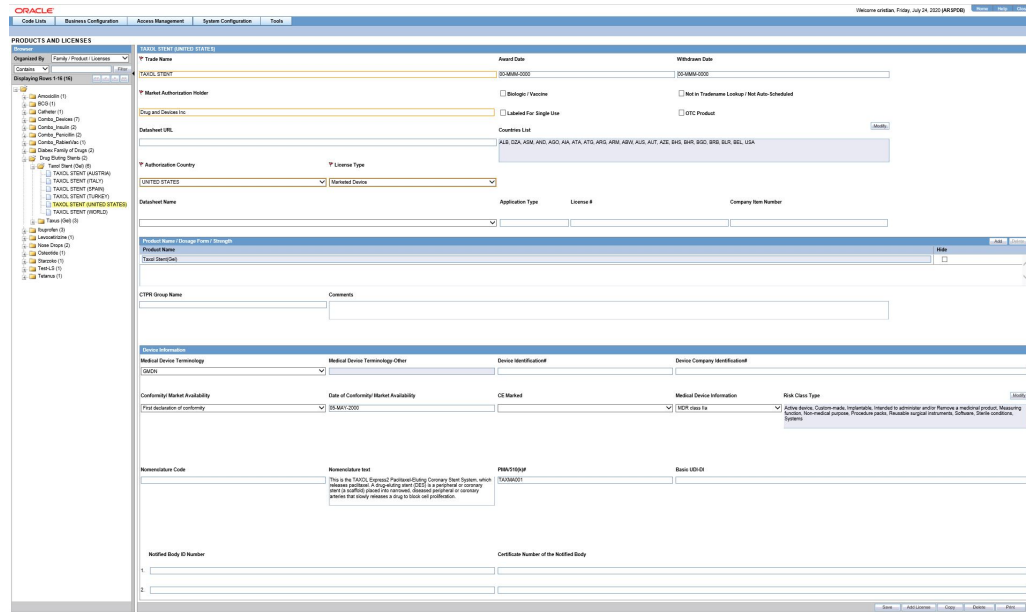 ORACLE
Welcome cristian, Friday, July 24, 2020 (ARSPDB) Home Help
Code Lists Business Configuration Access Management System Configuration Tools
PRODUCTS AND LICENSES
Browser
Organized By Family / Product / Licenses
Contains Filter
Displaying Rows 1-16 (16)
Amoxicilin (1)
BCG (1)
Catheter (1)
Combo_Devices (7)
Combo_Insulin (2)
Combo_Penicillin (2)
Combo_RabienVac (1)
Diabex Family of Drugs (2)
Drug Eluting Stents (2)
Taxol Stent (Gel) (6)
TAXOL STENT (AUSTRIA)
TAXOL STENT (ITALY)
TAXOL STENT (SPAIN)
TAXOL STENT (TURKEY)
TAXOL STENT (UNITED STATES)
TAXOL STENT (WORLD)
Taxus (Gel) (3)
Ibuprofen (3)
Levocetirizine (1)
Nose Drops (2)
Osteoride (1)
Starzoko (1)
Test-LS (1)
Tetanus (1)
TAXOL STENT (UNITED STATES)
Trade Name Award Date Withdrawn Date
TAXOL STENT 00-MMM-0000 00-MMM-0000
Market Authorization Holder Biologic / Vaccine Not in Tradename Lookup / Not Auto-Scheduled
Drug and Devices Inc Labeled For Single Use OTC Product
Datasheet URL Countries List Modify
ALB, DZA, ASM, AND, AGO, AIA, ATA, ATG, ARG, ARM, ABW, AUS, AUT, AZE, BHS, BHR, BGD, BRB, BLR, BEL, USA
Authorization Country License Type
UNITED STATES Marketed Device
Datasheet Name Application Type License # Company Item Number
Product Name / Dosage Form / Strength Add Delete
Product Name Hide
Taxol Stent(Gel)
CTPR Group Name Comments
Device Information
Medical Device Terminology Medical Device Terminology-Other Device Identification# Device Company Identification#
GMDN
Conformity/ Market Availability Date of Conformity/ Market Availability CE Marked Medical Device Information Risk Class Type Modify
First declaration of conformity 05-MAY-2000 MDR class IIa Active device, Custom-made, Implantable, Intended to administer and/or Remove a medicinal product, Measuring
function, Non-medical purpose, Procedure packs, Reusable surgical instruments, Software, Sterile conditions,
Systems
Nomenclature Code Nomenclature text PMA/510(k)# Basic UDI-DI
This is the TAXOL Express2 Paclitaxel-Eluting Coronary Stent System, which TAXMA001
releases paclitaxel. A drug-eluting stent (DES) is a peripheral or coronary
stent (a scaffold) placed into narrowed, diseased peripheral or coronary
arteries that slowly releases a drug to block cell proliferation.
Notified Body ID Number Certificate Number of the Notified Body
1.
2.
Save Add License Copy Delete Print